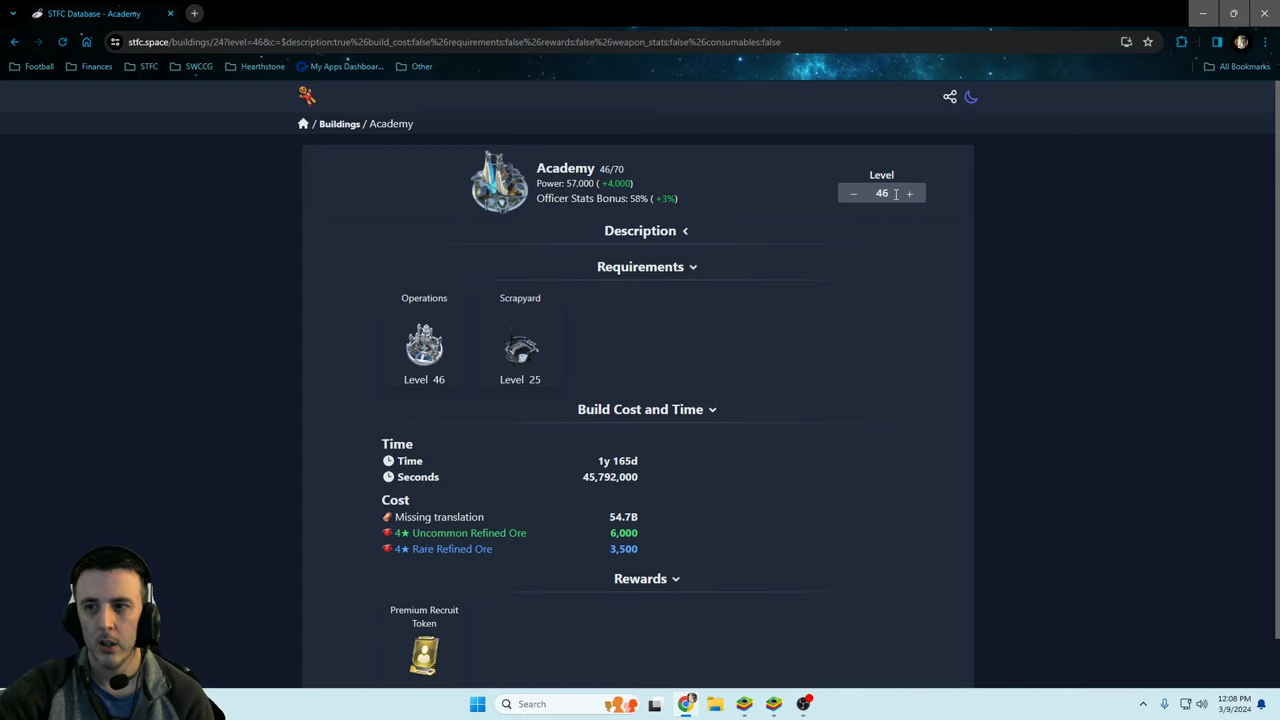 STFC Database - Academy
stfc.space/buildings/24?level=46&c=$description:true%26build_cost:false%26requirements:false%26rewards:false%26weapon_stats:false%26consumables:false
Football
Finances
STFC
SWCCG
Hearthstone
My Apps Dashboar...
Other
All Bookmarks
/ Buildings / Academy
Academy 46/70
Power: 57,000 ( +4,000)
Officer Stats Bonus: 58% ( +3%)
Level
− 46 +
Description
Requirements
Operations
Scrapyard
Level 46
Level 25
Build Cost and Time
Time
Time 1y 165d
Seconds 45,792,000
Cost
Missing translation 54.7B
4★ Uncommon Refined Ore 6,000
4★ Rare Refined Ore 3,500
Rewards
Premium Recruit
Token
Search
12:08 PM
3/9/2024